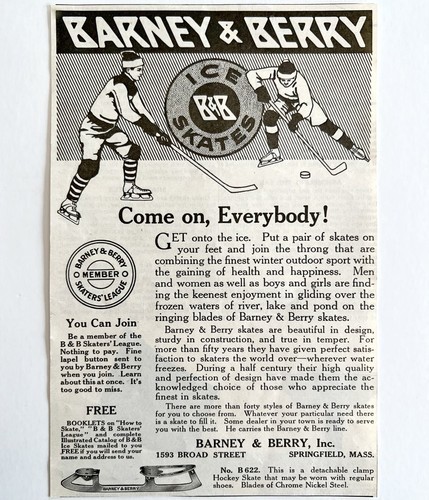 BARNEY & BERRY
ICE
B&B
SKATES
Come on, Everybody!
GET onto the ice. Put a pair of skates on
your feet and join the throng that are
combining the finest winter outdoor sport with
the gaining of health and happiness. Men
and women as well as boys and girls are find-
ing the keenest enjoyment in gliding over the
frozen waters of river, lake and pond on the
ringing blades of Barney & Berry skates.
Barney & Berry skates are beautiful in design,
sturdy in construction, and true in temper. For
more than fifty years they have given perfect satis-
faction to skaters the world over—wherever water
freezes. During a half century their high quality
and perfection of design have made them the ac-
knowledged choice of those who appreciate the
finest in skates.
There are more than forty styles of Barney & Berry skates
for you to choose from. Whatever your particular need there
is a skate to fill it. Some dealer in your town is ready to serve
you with the best. He carries the Barney & Berry line.
BARNEY & BERRY, Inc.
1593 BROAD STREET SPRINGFIELD, MASS.
BARNEY & BERRY
MEMBER
SKATERS' LEAGUE
You Can Join
Be a member of the
B & B Skaters' League.
Nothing to pay. Fine
lapel button sent to
you by Barney & Berry
when you join. Learn
about this at once. It's
too good to miss.
FREE
BOOKLETS on "How to
Skate," "B & B Skaters'
League" and complete
Illustrated Catalog of B&B
Ice Skates mailed to you
FREE if you will send your
name and address to us.
BARNEY & BERRY
No. B 622. This is a detachable clamp
Hockey Skate that may be worn with regular
shoes. Blades of Chrome Nickel Steel.